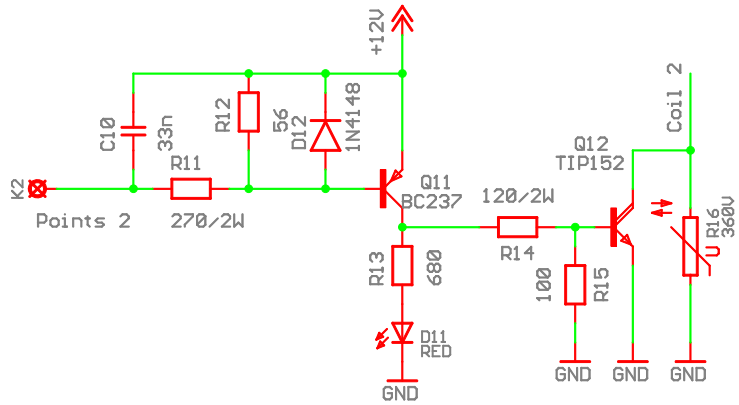 +12V
Coil 2
C10
33n
R12
56
D12
1N4148
Q12
TIP152
K2
R11
Points 2
270/2W
Q11
BC237
120/2W
R14
R16
360V
U
R13
680
100
R15
D11
RED
GND
GND
GND
GND